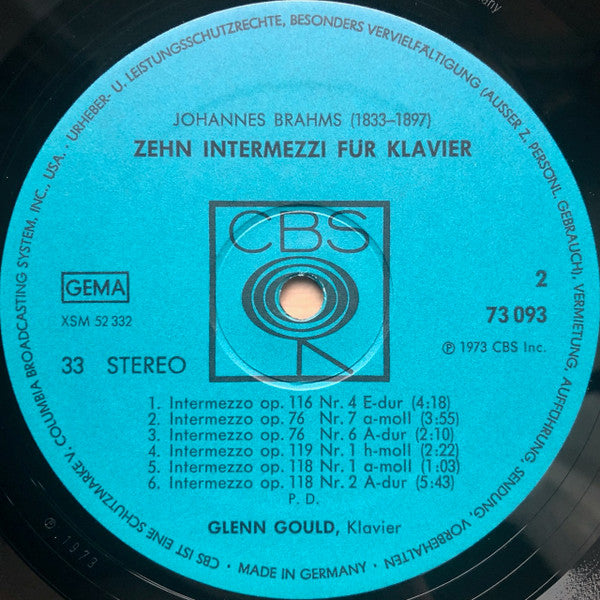 URHEBER- U. LEISTUNGSSCHUTZRECHTE, BESONDERS VERVIELFÄLTIGUNG (AUSSER Z. PERSÖNL. GEBRAUCH), VERMIETUNG, AUFFÜHRUNG, SENDUNG, VORBEHALTEN
JOHANNES BRAHMS (1833–1897)
ZEHN INTERMEZZI FÜR KLAVIER
CBS
GEMA
XSM 52 332
2
73 093
33 STEREO
℗ 1973 CBS Inc.
1. Intermezzo op. 116 Nr. 4 E-dur (4:18)
2. Intermezzo op. 76 Nr. 7 a-moll (3:55)
3. Intermezzo op. 76 Nr. 6 A-dur (2:10)
4. Intermezzo op. 119 Nr. 1 h-moll (2:22)
5. Intermezzo op. 118 Nr. 1 a-moll (1:03)
6. Intermezzo op. 118 Nr. 2 A-dur (5:43)
P. D.
GLENN GOULD, Klavier
CBS IST EINE SCHUTZMARKE V. COLUMBIA BROADCASTING SYSTEM, INC., USA.
• MADE IN GERMANY •
℗ 1973